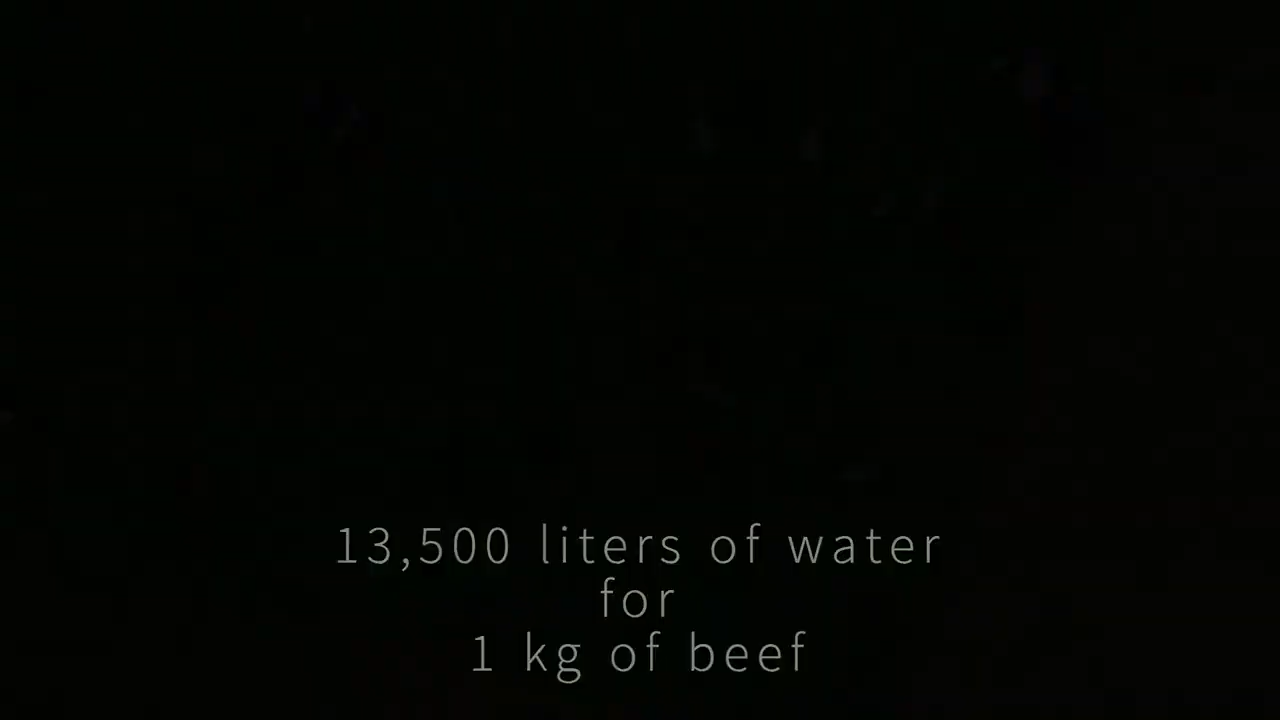 13,500 liters of water
for
1 kg of beef